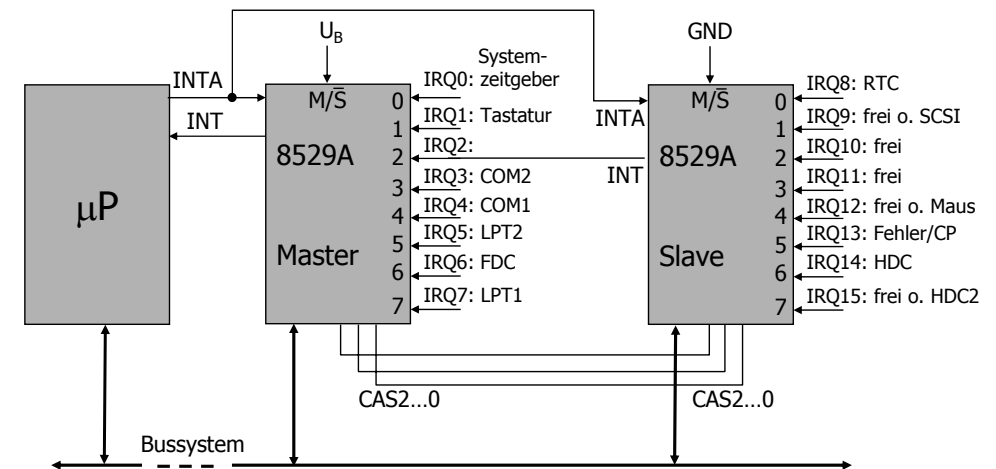 U_B
GND
System-
zeitgeber
INTA
INT
μP
M/S̄
8529A
Master
0
1
2
3
4
5
6
7
IRQ0:
IRQ1: Tastatur
IRQ2:
IRQ3: COM2
IRQ4: COM1
IRQ5: LPT2
IRQ6: FDC
IRQ7: LPT1
INTA
INT
M/S̄
8529A
Slave
0
1
2
3
4
5
6
7
IRQ8: RTC
IRQ9: frei o. SCSI
IRQ10: frei
IRQ11: frei
IRQ12: frei o. Maus
IRQ13: Fehler/CP
IRQ14: HDC
IRQ15: frei o. HDC2
CAS2...0
CAS2...0
Bussystem